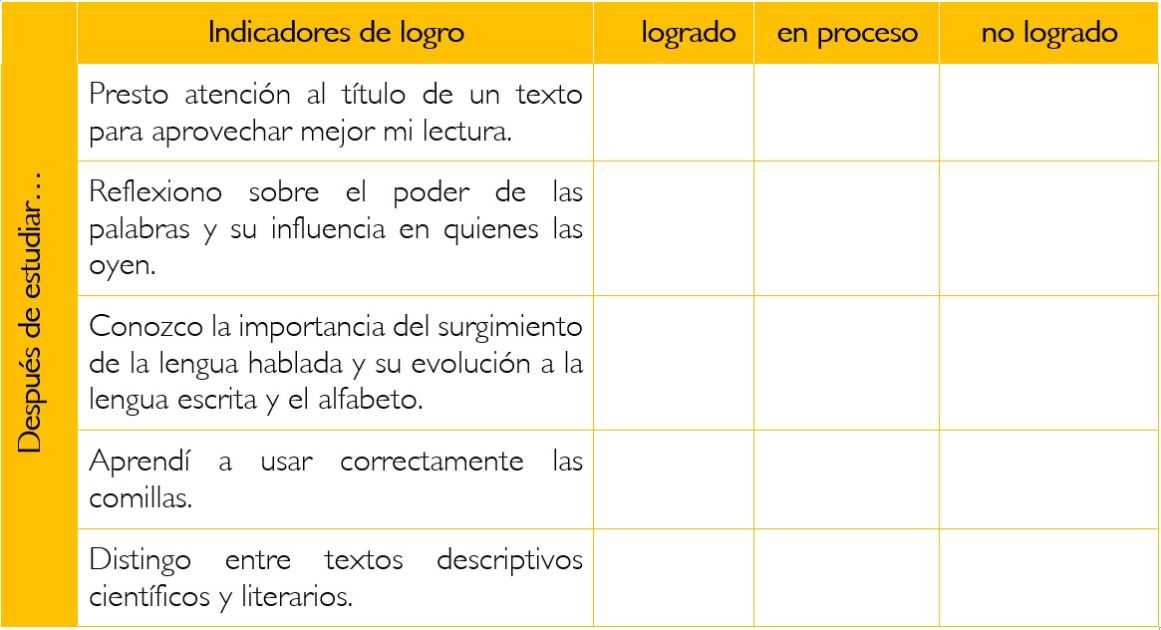 Indicadores de logro logrado en proceso no logrado
Después de estudiar…
Presto atención al título de un texto
para aprovechar mejor mi lectura.
Reflexiono sobre el poder de las
palabras y su influencia en quienes las
oyen.
Conozco la importancia del surgimiento
de la lengua hablada y su evolución a la
lengua escrita y el alfabeto.
Aprendí a usar correctamente las
comillas.
Distingo entre textos descriptivos
científicos y literarios.